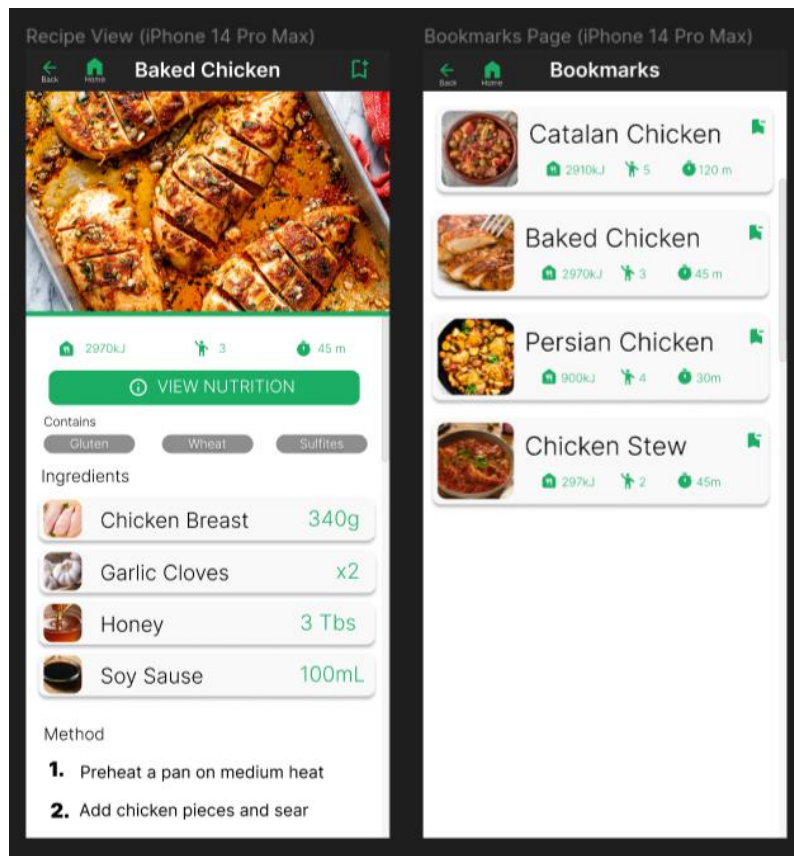 Recipe View (iPhone 14 Pro Max)
Back Home Baked Chicken
2970kJ 3 45 m
VIEW NUTRITION
Contains
Gluten Wheat Sulfites
Ingredients
Chicken Breast 340g
Garlic Cloves x2
Honey 3 Tbs
Soy Sause 100mL
Method
1. Preheat a pan on medium heat
2. Add chicken pieces and sear
Bookmarks Page (iPhone 14 Pro Max)
Back Home Bookmarks
Catalan Chicken
2910kJ 5 120 m
Baked Chicken
2970kJ 3 45 m
Persian Chicken
900kJ 4 30m
Chicken Stew
297kJ 2 45m